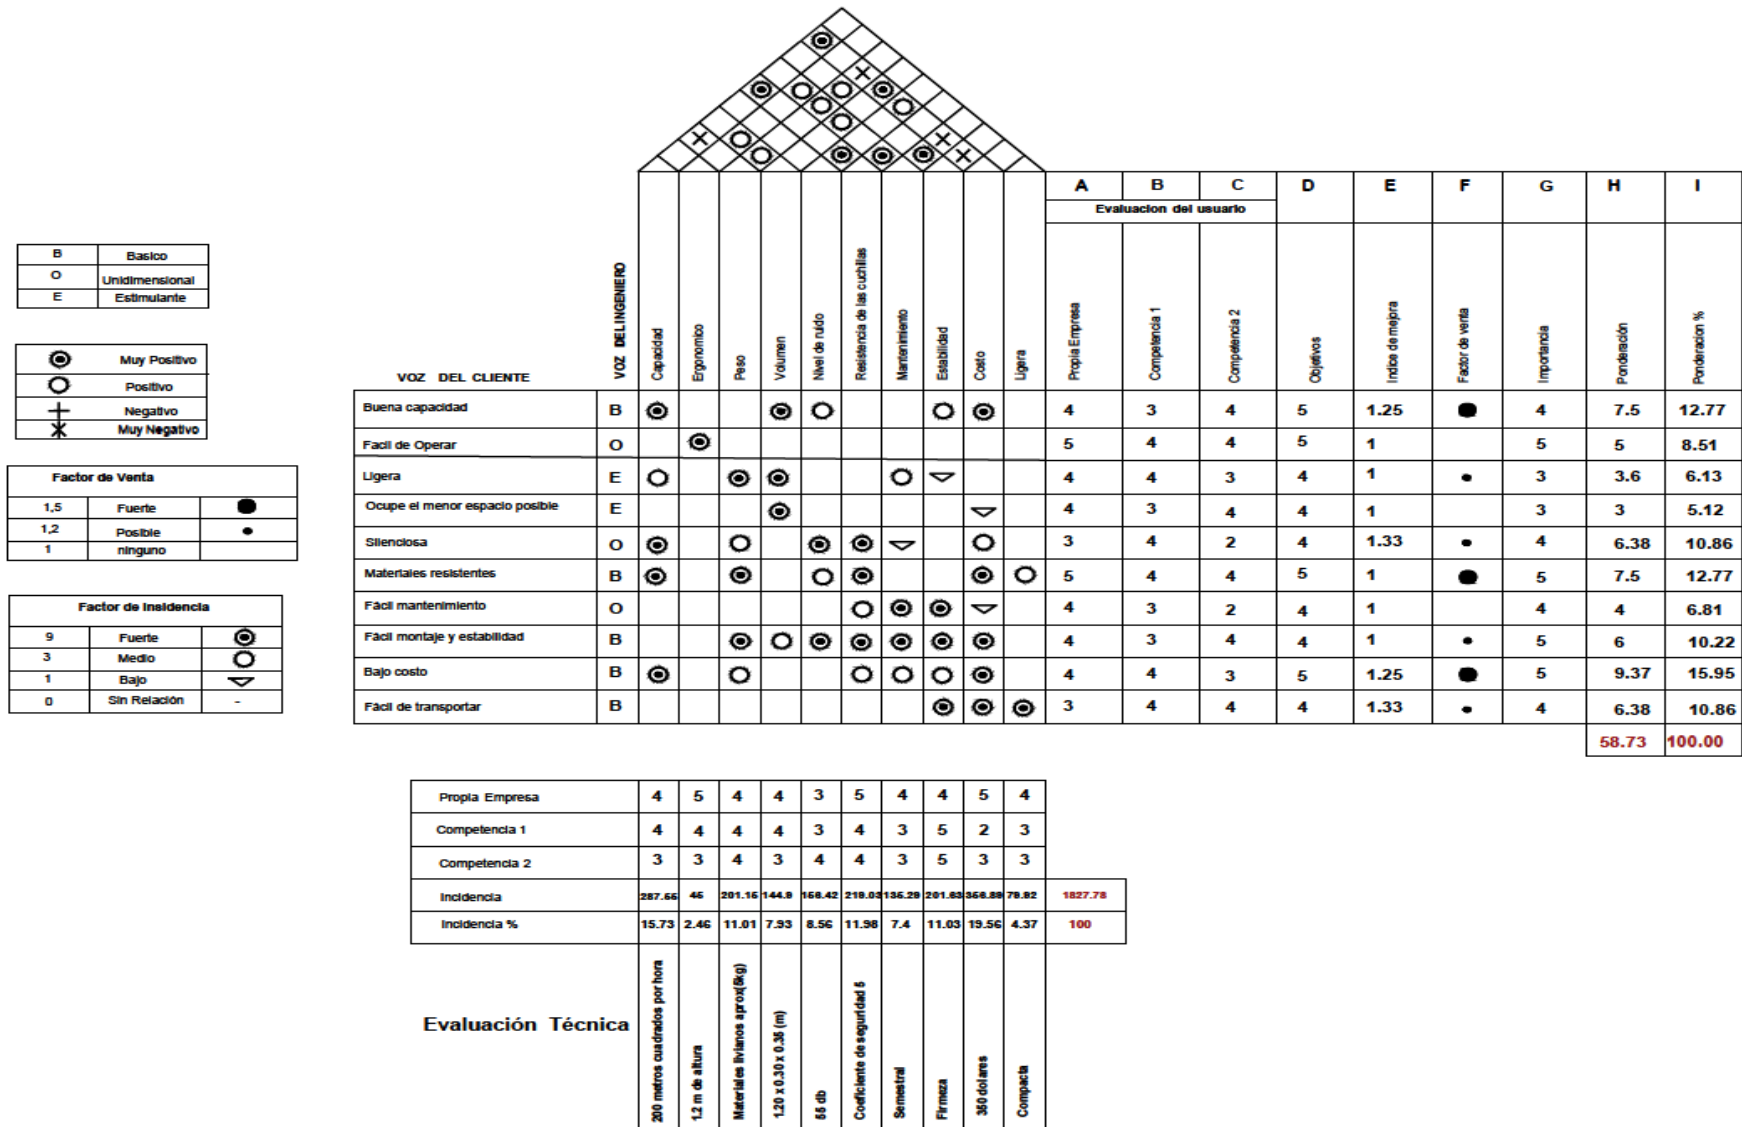 A B C D E F G H I
Evaluacion del usuario
VOZ DEL CLIENTE
VOZ DEL INGENIERO
Capacidad
Ergonomico
Peso
Volumen
Nivel de ruido
Resistencia de las cuchillas
Mantenimiento
Estabilidad
Costo
Ligera
Propia Empresa
Competencia 1
Competencia 2
Objetivos
Indice de mejora
Factor de venta
Importancia
Ponderación
Ponderacion %
B Basico
O Unidimensional
E Estimulante
Muy Positivo
Positivo
Negativo
Muy Negativo
Factor de Venta
1,5 Fuerte
1,2 Posible
1 ninguno
Factor de Insidencia
9 Fuerte
3 Medio
1 Bajo
0 Sin Relación -
Buena capacidad B 4 3 4 5 1.25 4 7.5 12.77
Facil de Operar O 5 4 4 5 1 5 5 8.51
Ligera E 4 4 3 4 1 3 3.6 6.13
Ocupe el menor espacio posible E 4 3 4 4 1 3 3 5.12
Silenciosa O 3 4 2 4 1.33 4 6.38 10.86
Materiales resistentes B 5 4 4 5 1 5 7.5 12.77
Fácil mantenimiento O 4 3 2 4 1 4 4 6.81
Fácil montaje y estabilidad B 4 3 4 4 1 5 6 10.22
Bajo costo B 4 4 3 5 1.25 5 9.37 15.95
Fácil de transportar B 3 4 4 4 1.33 4 6.38 10.86
58.73 100.00
Propia Empresa 4 5 4 4 3 5 4 4 5 4
Competencia 1 4 4 4 4 3 4 3 5 2 3
Competencia 2 3 3 4 3 4 4 3 5 3 3
Incidencia 287.55 45 201.15 144.9 156.42 219.03 135.29 201.63 356.89 79.92 1827.78
Incidencia % 15.73 2.46 11.01 7.93 8.56 11.98 7.4 11.03 19.56 4.37 100
Evaluación Técnica
200 metros cuadrados por hora
1.2 m de altura
Materiales livianos aprox(5kg)
1.20 x 0.30 x 0.35 (m)
55 db
Coeficiente de seguridad 5
Semestral
Firmeza
350 dolares
Compacta